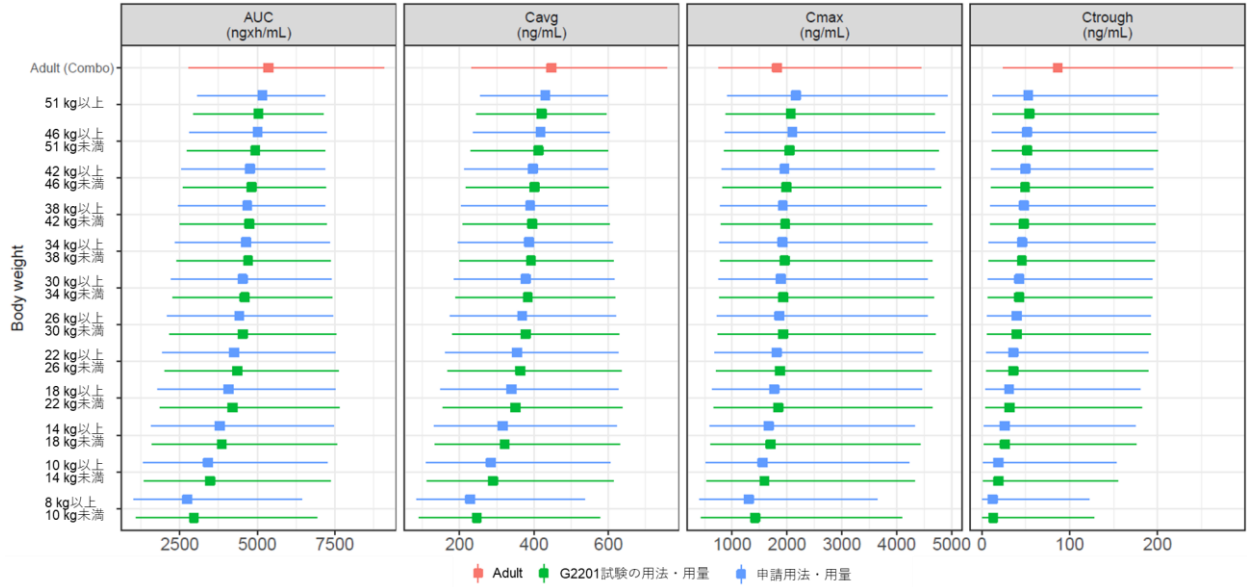 AUC
(ngxh/mL)
Cavg
(ng/mL)
Cmax
(ng/mL)
Ctrough
(ng/mL)
Body weight
Adult (Combo)
51 kg以上
46 kg以上
51 kg未満
42 kg以上
46 kg未満
38 kg以上
42 kg未満
34 kg以上
38 kg未満
30 kg以上
34 kg未満
26 kg以上
30 kg未満
22 kg以上
26 kg未満
18 kg以上
22 kg未満
14 kg以上
18 kg未満
10 kg以上
14 kg未満
8 kg以上
10 kg未満
2500 5000 7500
200 400 600
1000 2000 3000 4000 5000
0 100 200
Adult G2201試験の用法・用量 申請用法・用量